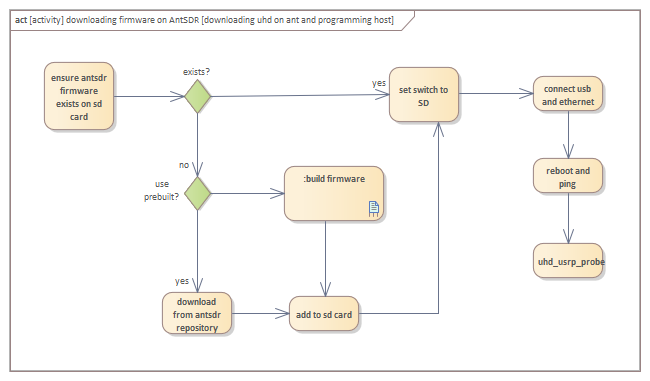 act [activity] downloading firmware on AntSDR [downloading uhd on ant and programming host]
ensure antsdr
firmware
exists on sd
card
exists?
yes
set switch to
SD
connect usb
and ethernet
no
use
prebuilt?
:build firmware
reboot and
ping
yes
download
from antsdr
repository
add to sd card
uhd_usrp_probe